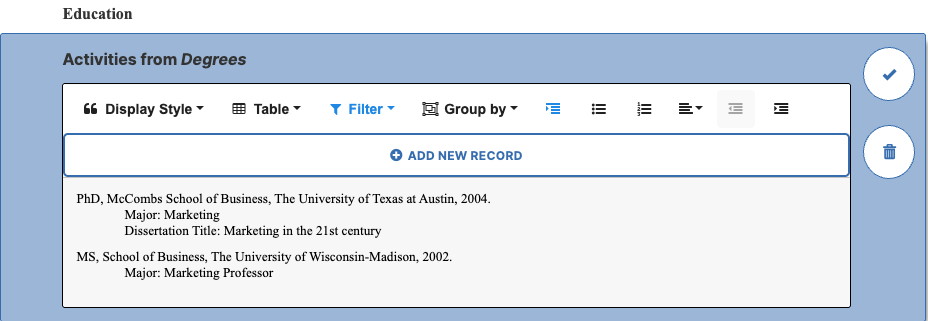 Education
Activities from Degrees
Display Style Table Filter Group by
ADD NEW RECORD
PhD, McCombs School of Business, The University of Texas at Austin, 2004.
Major: Marketing
Dissertation Title: Marketing in the 21st century
MS, School of Business, The University of Wisconsin-Madison, 2002.
Major: Marketing Professor